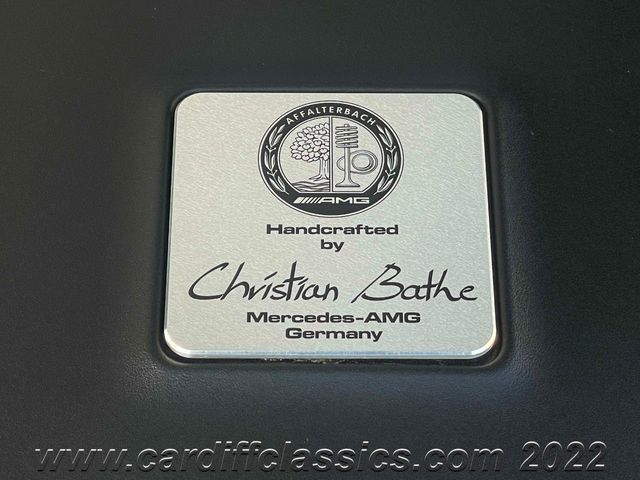 AFFALTERBACH
AMG
Handcrafted
by
Christian Bathe
Mercedes-AMG
Germany
www.cardiffclassics.com 2022